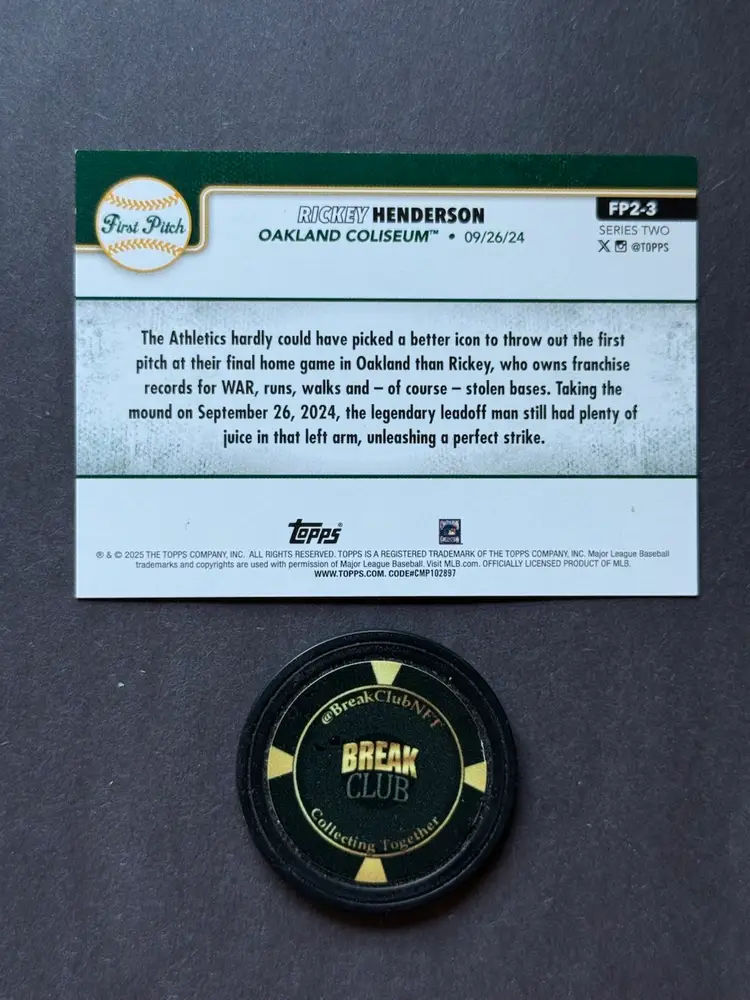 First Pitch
RICKEY HENDERSON
OAKLAND COLISEUM™ • 09/26/24
FP2-3
SERIES TWO
X @TOPPS
The Athletics hardly could have picked a better icon to throw out the first
pitch at their final home game in Oakland than Rickey, who owns franchise
records for WAR, runs, walks and – of course – stolen bases. Taking the
mound on September 26, 2024, the legendary leadoff man still had plenty of
juice in that left arm, unleashing a perfect strike.
topps®
® & © 2025 THE TOPPS COMPANY, INC. ALL RIGHTS RESERVED. TOPPS IS A REGISTERED TRADEMARK OF THE TOPPS COMPANY, INC. Major League Baseball
trademarks and copyrights are used with permission of Major League Baseball. Visit MLB.com. OFFICIALLY LICENSED PRODUCT OF MLB.
WWW.TOPPS.COM. CODE#CMP102897
@BreakClubNFT
BREAK
CLUB
Collecting Together